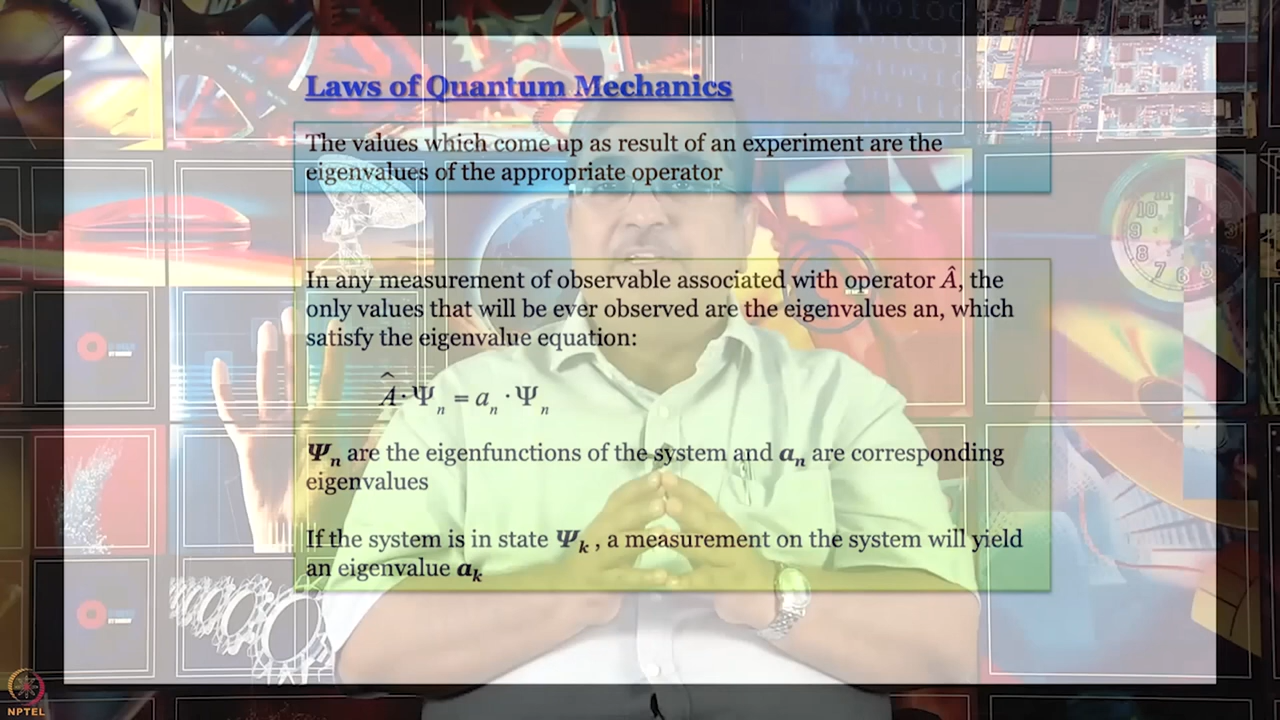 Laws of Quantum Mechanics
The values which come up as result of an experiment are the
eigenvalues of the appropriate operator
In any measurement of observable associated with operator Â, the
only values that will be ever observed are the eigenvalues an, which
satisfy the eigenvalue equation:
Â·Ψₙ = aₙ·Ψₙ
Ψₙ are the eigenfunctions of the system and aₙ are corresponding
eigenvalues
If the system is in state Ψₖ , a measurement on the system will yield
an eigenvalue aₖ
NPTEL